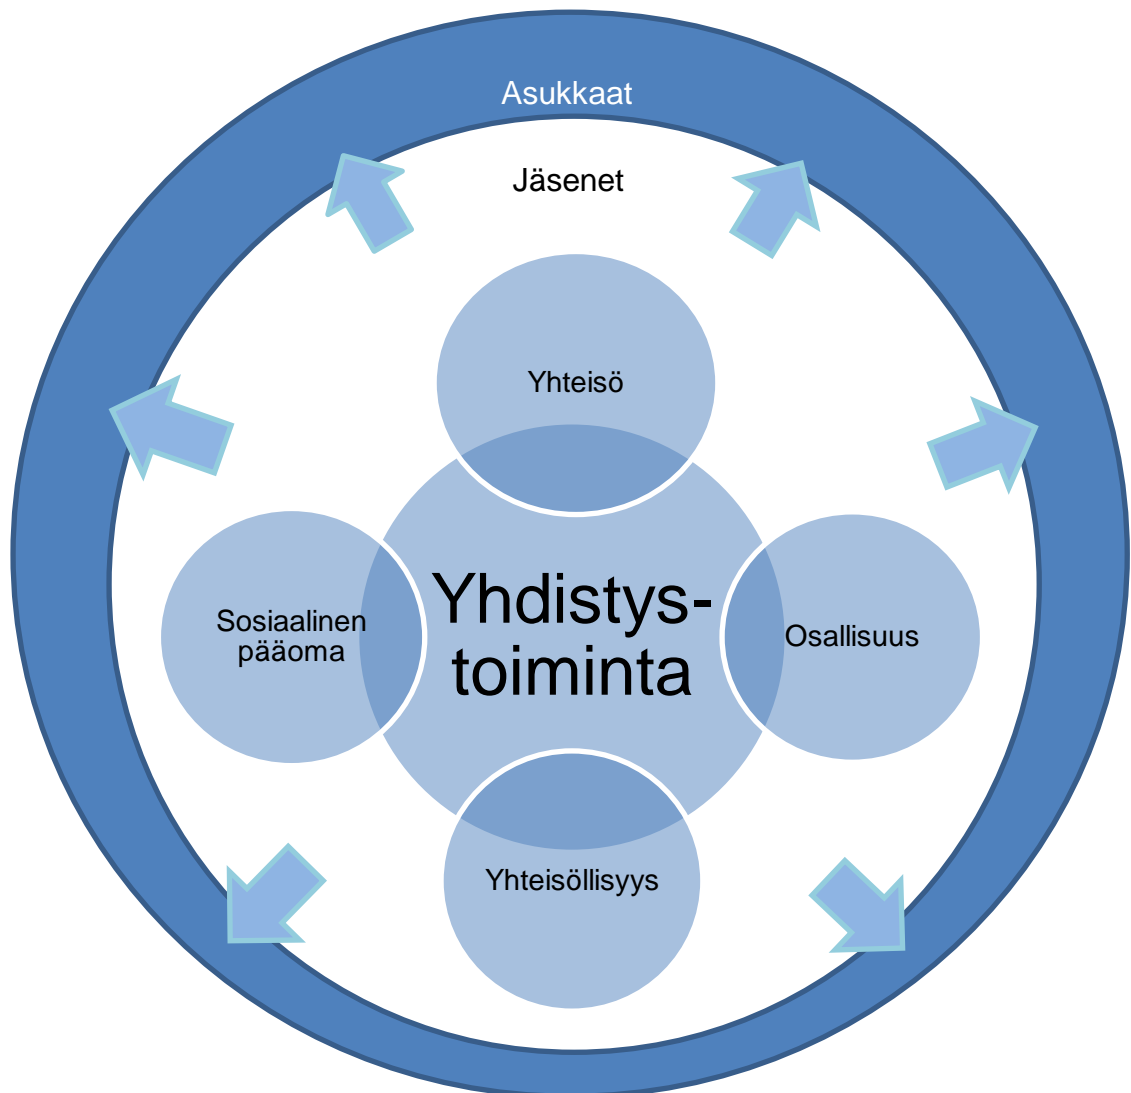 Asukkaat
Jäsenet
Yhteisö
Sosiaalinen
pääoma
Yhdistys-
toiminta
Osallisuus
Yhteisöllisyys